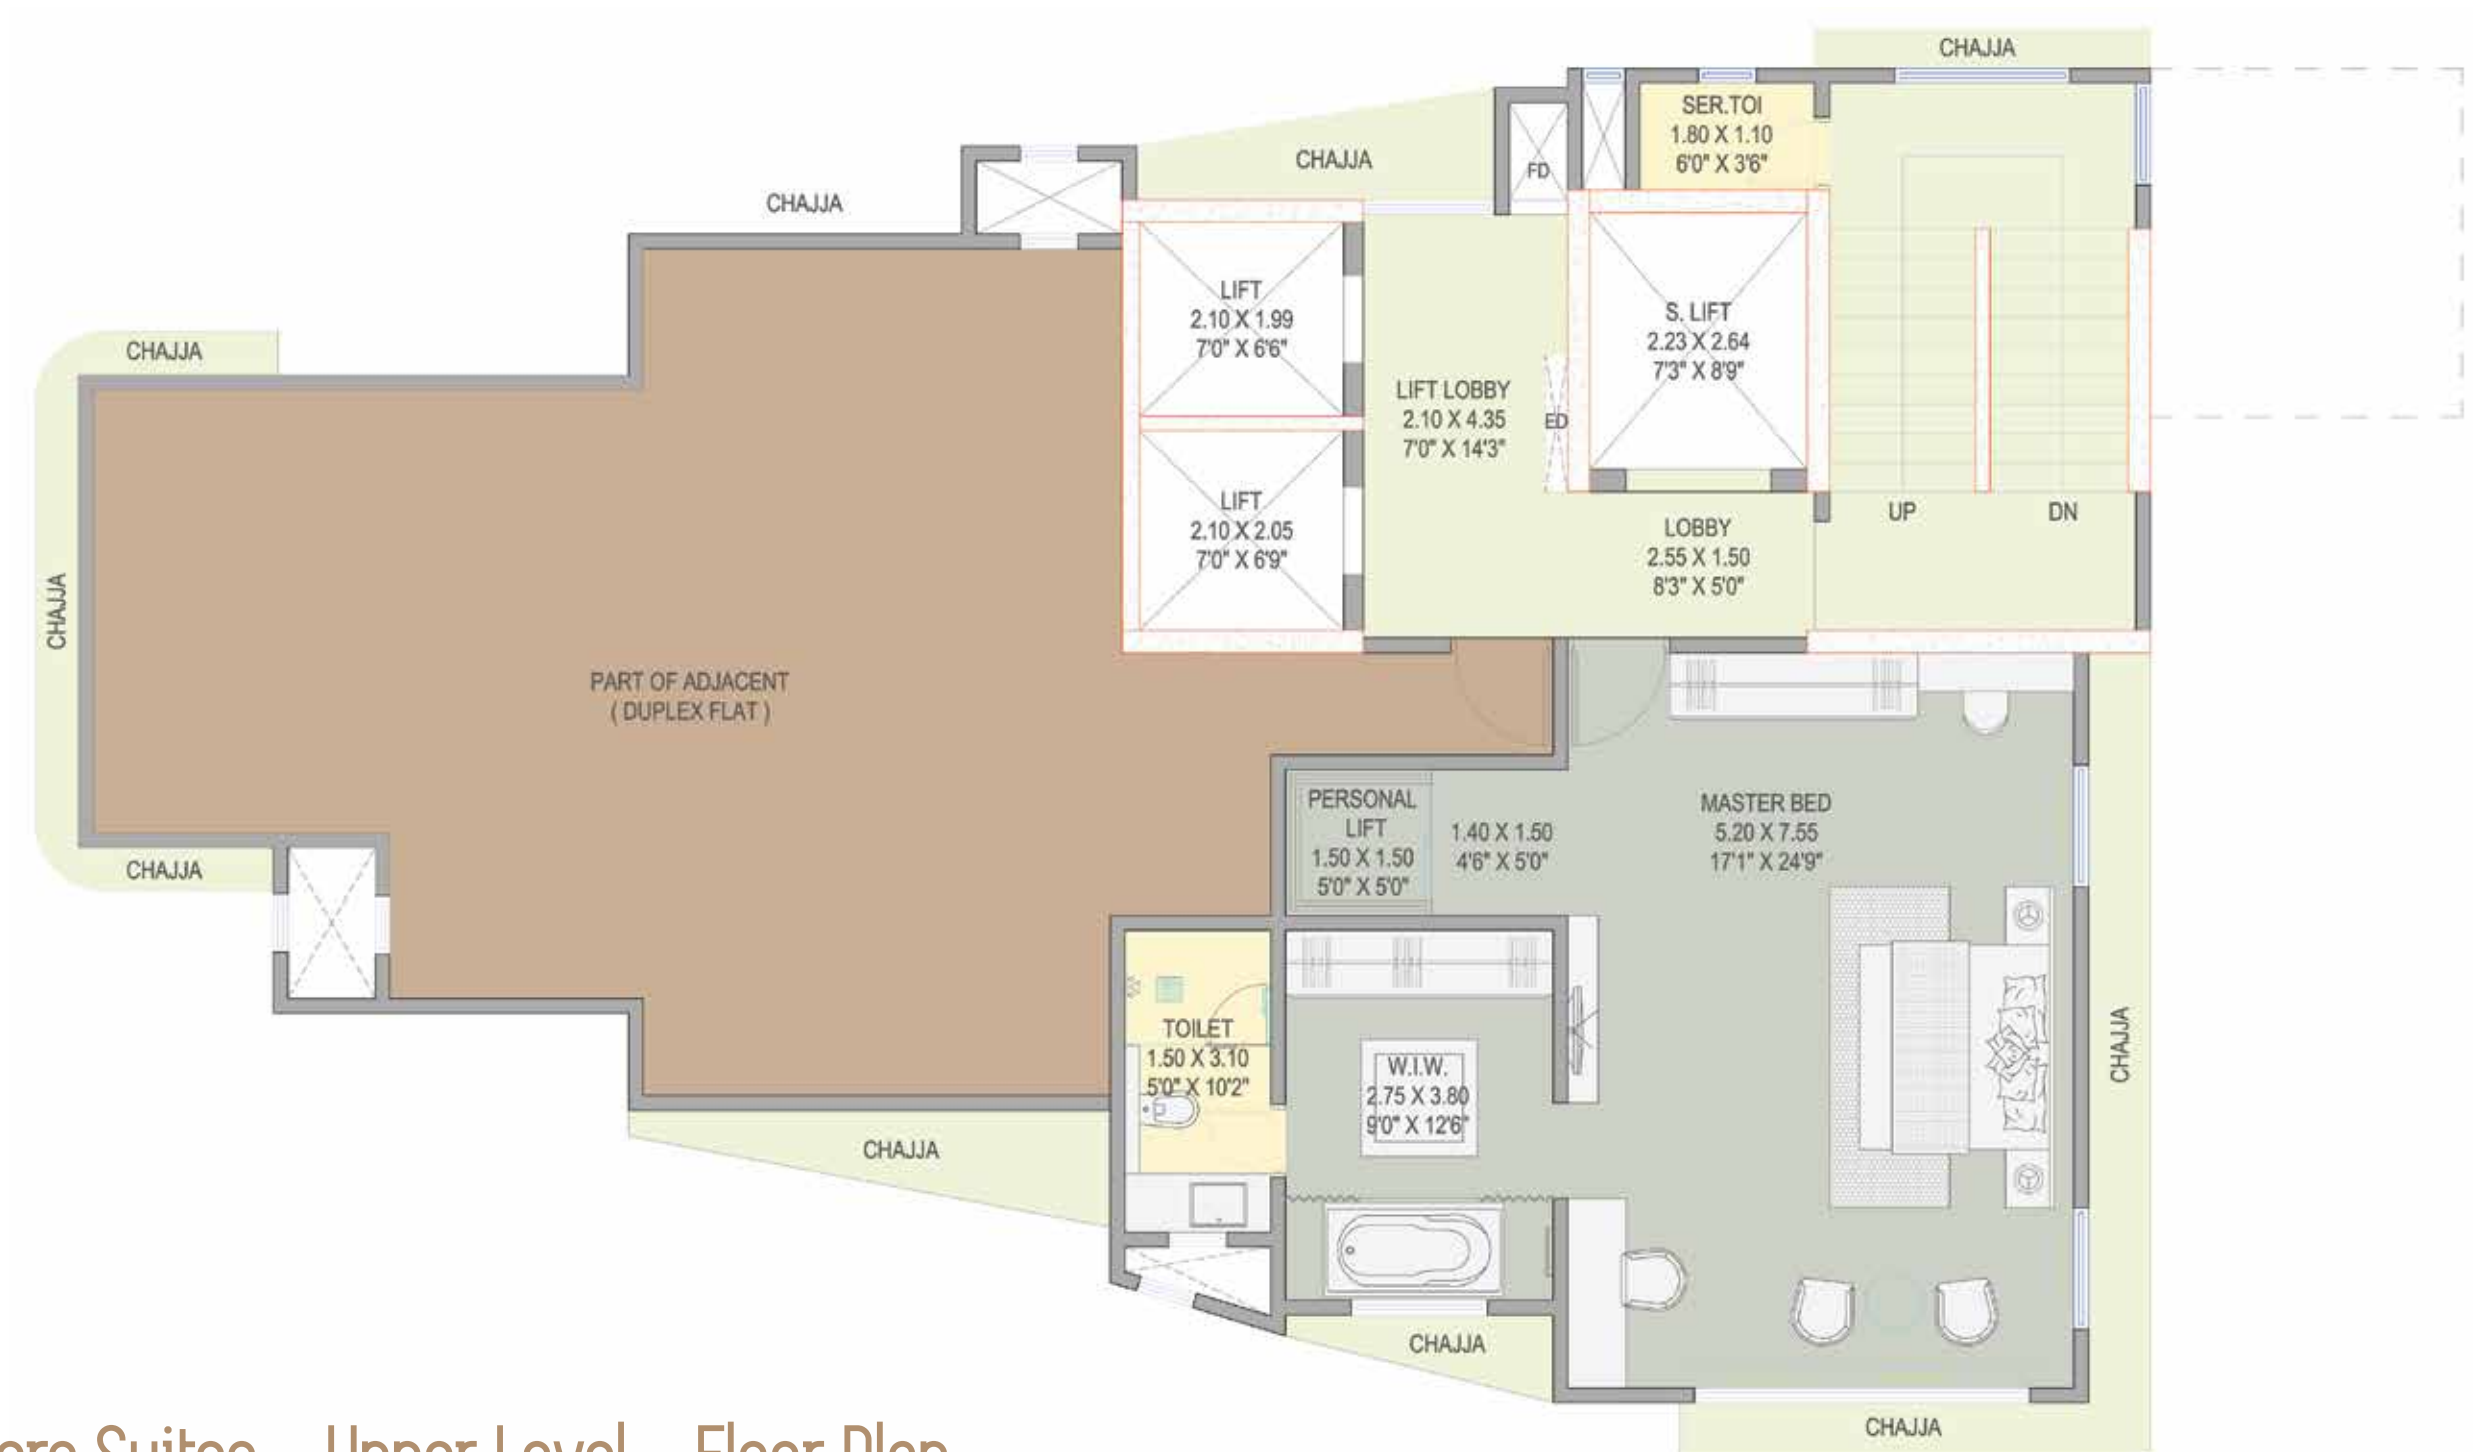 CHAJJA
SER.TOI
1.80 X 1.10
6'0" X 3'6"
CHAJJA
FD
CHAJJA
LIFT
2.10 X 1.99
7'0" X 6'6"
S. LIFT
2.23 X 2.64
7'3" X 8'9"
CHAJJA
LIFT LOBBY
2.10 X 4.35
7'0" X 14'3"
ED
LIFT
2.10 X 2.05
7'0" X 6'9"
UP
DN
LOBBY
2.55 X 1.50
8'3" X 5'0"
CHAJJA
PART OF ADJACENT
( DUPLEX FLAT )
PERSONAL
LIFT
1.50 X 1.50
5'0" X 5'0"
1.40 X 1.50
4'6" X 5'0"
MASTER BED
5.20 X 7.55
17'1" X 24'9"
CHAJJA
TOILET
1.50 X 3.10
5'0" X 10'2"
W.I.W.
2.75 X 3.80
9'0" X 12'6"
CHAJJA
CHAJJA
CHAJJA
CHAJJA
Suites - Upper Level - Floor Plan